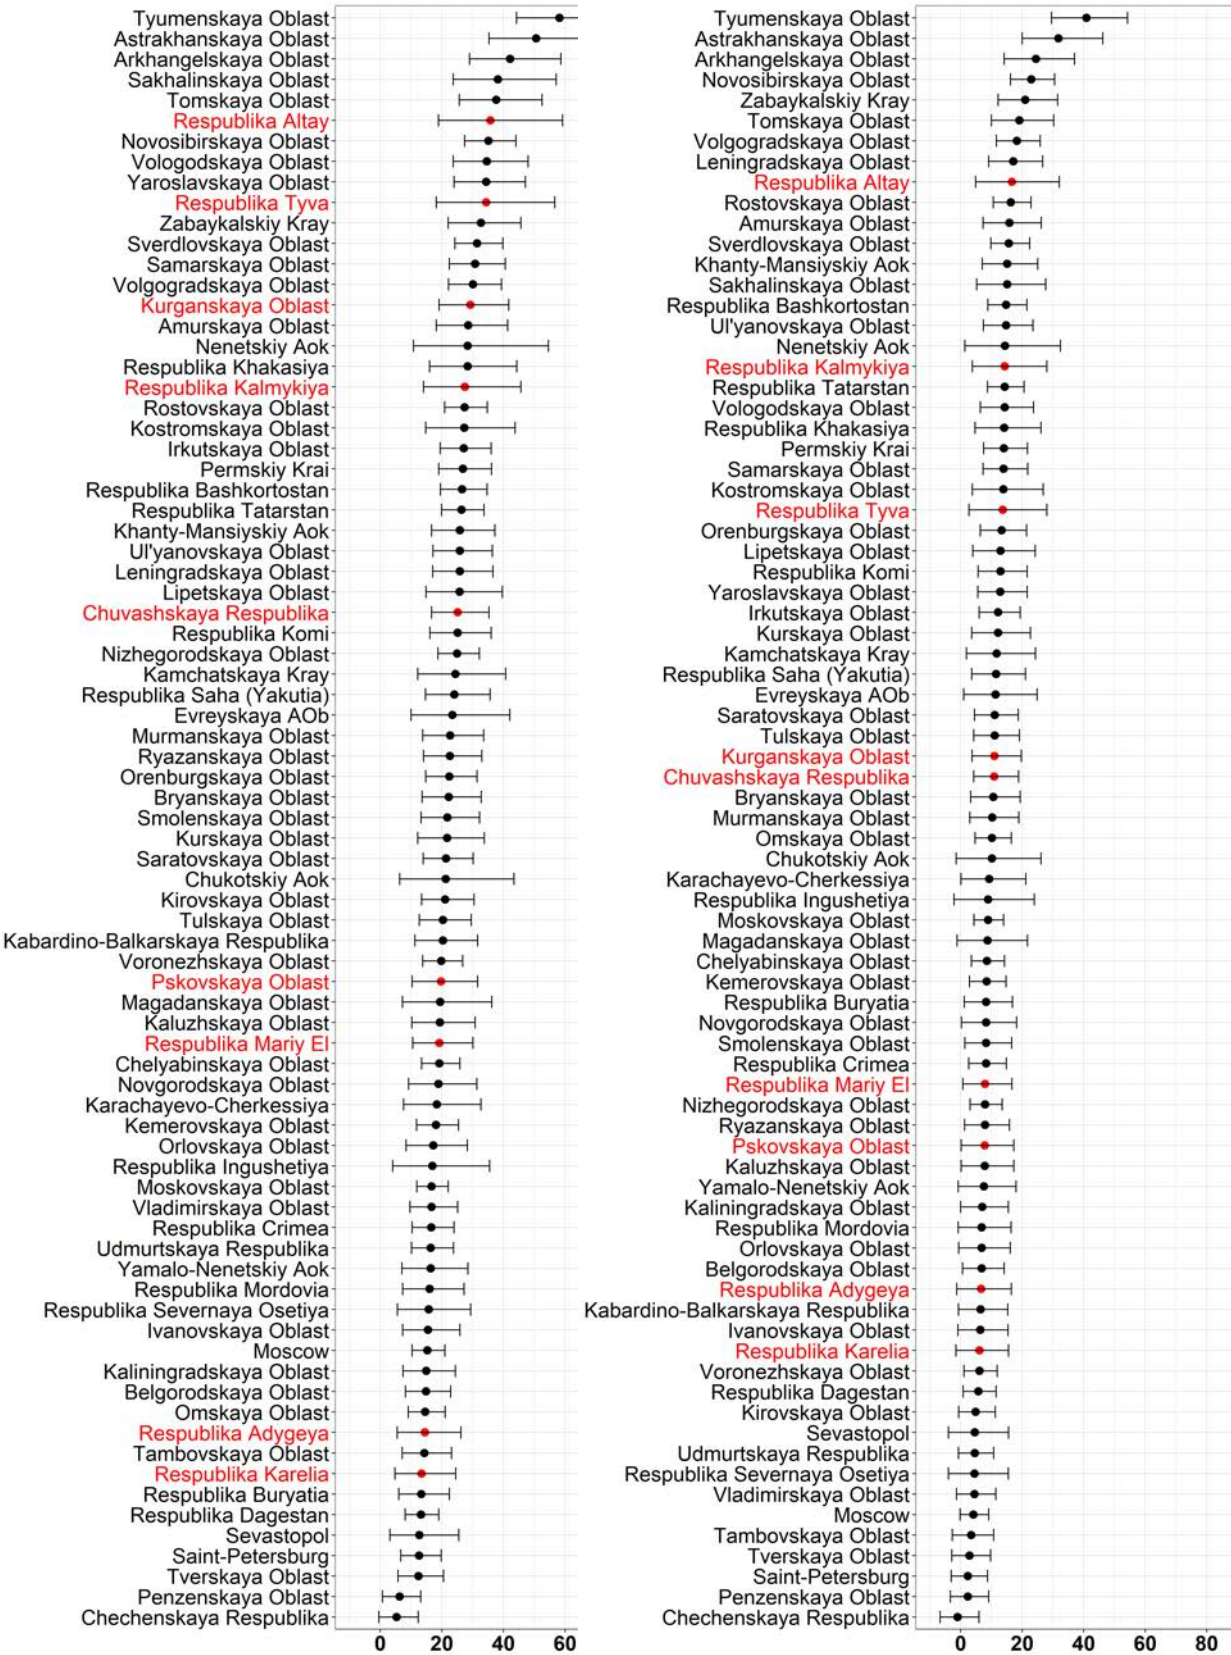 Tyumenskaya Oblast
Astrakhanskaya Oblast
Arkhangelskaya Oblast
Sakhalinskaya Oblast
Tomskaya Oblast
Respublika Altay
Novosibirskaya Oblast
Vologodskaya Oblast
Yaroslavskaya Oblast
Respublika Tyva
Zabaykalskiy Kray
Sverdlovskaya Oblast
Samarskaya Oblast
Volgogradskaya Oblast
Kurganskaya Oblast
Amurskaya Oblast
Nenetskiy Aok
Respublika Khakasiya
Respublika Kalmykiya
Rostovskaya Oblast
Kostromskaya Oblast
Irkutskaya Oblast
Permskiy Krai
Respublika Bashkortostan
Respublika Tatarstan
Khanty-Mansiyskiy Aok
Ul'yanovskaya Oblast
Leningradskaya Oblast
Lipetskaya Oblast
Chuvashskaya Respublika
Respublika Komi
Nizhegorodskaya Oblast
Kamchatskaya Kray
Respublika Saha (Yakutia)
Evreyskaya AOb
Murmanskaya Oblast
Ryazanskaya Oblast
Orenburgskaya Oblast
Bryanskaya Oblast
Smolenskaya Oblast
Kurskaya Oblast
Saratovskaya Oblast
Chukotskiy Aok
Kirovskaya Oblast
Tulskaya Oblast
Kabardino-Balkarskaya Respublika
Voronezhskaya Oblast
Pskovskaya Oblast
Magadanskaya Oblast
Kaluzhskaya Oblast
Respublika Mariy El
Chelyabinskaya Oblast
Novgorodskaya Oblast
Karachayevo-Cherkessiya
Kemerovskaya Oblast
Orlovskaya Oblast
Respublika Ingushetiya
Moskovskaya Oblast
Vladimirskaya Oblast
Respublika Crimea
Udmurtskaya Respublika
Yamalo-Nenetskiy Aok
Respublika Mordovia
Respublika Severnaya Osetiya
Ivanovskaya Oblast
Moscow
Kaliningradskaya Oblast
Belgorodskaya Oblast
Omskaya Oblast
Respublika Adygeya
Tambovskaya Oblast
Respublika Karelia
Respublika Buryatia
Respublika Dagestan
Sevastopol
Saint-Petersburg
Tverskaya Oblast
Penzenskaya Oblast
Chechenskaya Respublika
0 20 40 60
Tyumenskaya Oblast
Astrakhanskaya Oblast
Arkhangelskaya Oblast
Novosibirskaya Oblast
Zabaykalskiy Kray
Tomskaya Oblast
Volgogradskaya Oblast
Leningradskaya Oblast
Respublika Altay
Rostovskaya Oblast
Amurskaya Oblast
Sverdlovskaya Oblast
Khanty-Mansiyskiy Aok
Sakhalinskaya Oblast
Respublika Bashkortostan
Ul'yanovskaya Oblast
Nenetskiy Aok
Respublika Kalmykiya
Respublika Tatarstan
Vologodskaya Oblast
Respublika Khakasiya
Permskiy Krai
Samarskaya Oblast
Kostromskaya Oblast
Respublika Tyva
Orenburgskaya Oblast
Lipetskaya Oblast
Respublika Komi
Yaroslavskaya Oblast
Irkutskaya Oblast
Kurskaya Oblast
Kamchatskaya Kray
Respublika Saha (Yakutia)
Evreyskaya AOb
Saratovskaya Oblast
Tulskaya Oblast
Kurganskaya Oblast
Chuvashskaya Respublika
Bryanskaya Oblast
Murmanskaya Oblast
Omskaya Oblast
Chukotskiy Aok
Karachayevo-Cherkessiya
Respublika Ingushetiya
Moskovskaya Oblast
Magadanskaya Oblast
Chelyabinskaya Oblast
Kemerovskaya Oblast
Respublika Buryatia
Novgorodskaya Oblast
Smolenskaya Oblast
Respublika Crimea
Respublika Mariy El
Nizhegorodskaya Oblast
Ryazanskaya Oblast
Pskovskaya Oblast
Kaluzhskaya Oblast
Yamalo-Nenetskiy Aok
Kaliningradskaya Oblast
Respublika Mordovia
Orlovskaya Oblast
Belgorodskaya Oblast
Respublika Adygeya
Kabardino-Balkarskaya Respublika
Ivanovskaya Oblast
Respublika Karelia
Voronezhskaya Oblast
Respublika Dagestan
Kirovskaya Oblast
Sevastopol
Udmurtskaya Respublika
Respublika Severnaya Osetiya
Vladimirskaya Oblast
Moscow
Tambovskaya Oblast
Tverskaya Oblast
Saint-Petersburg
Penzenskaya Oblast
Chechenskaya Respublika
0 20 40 60 80